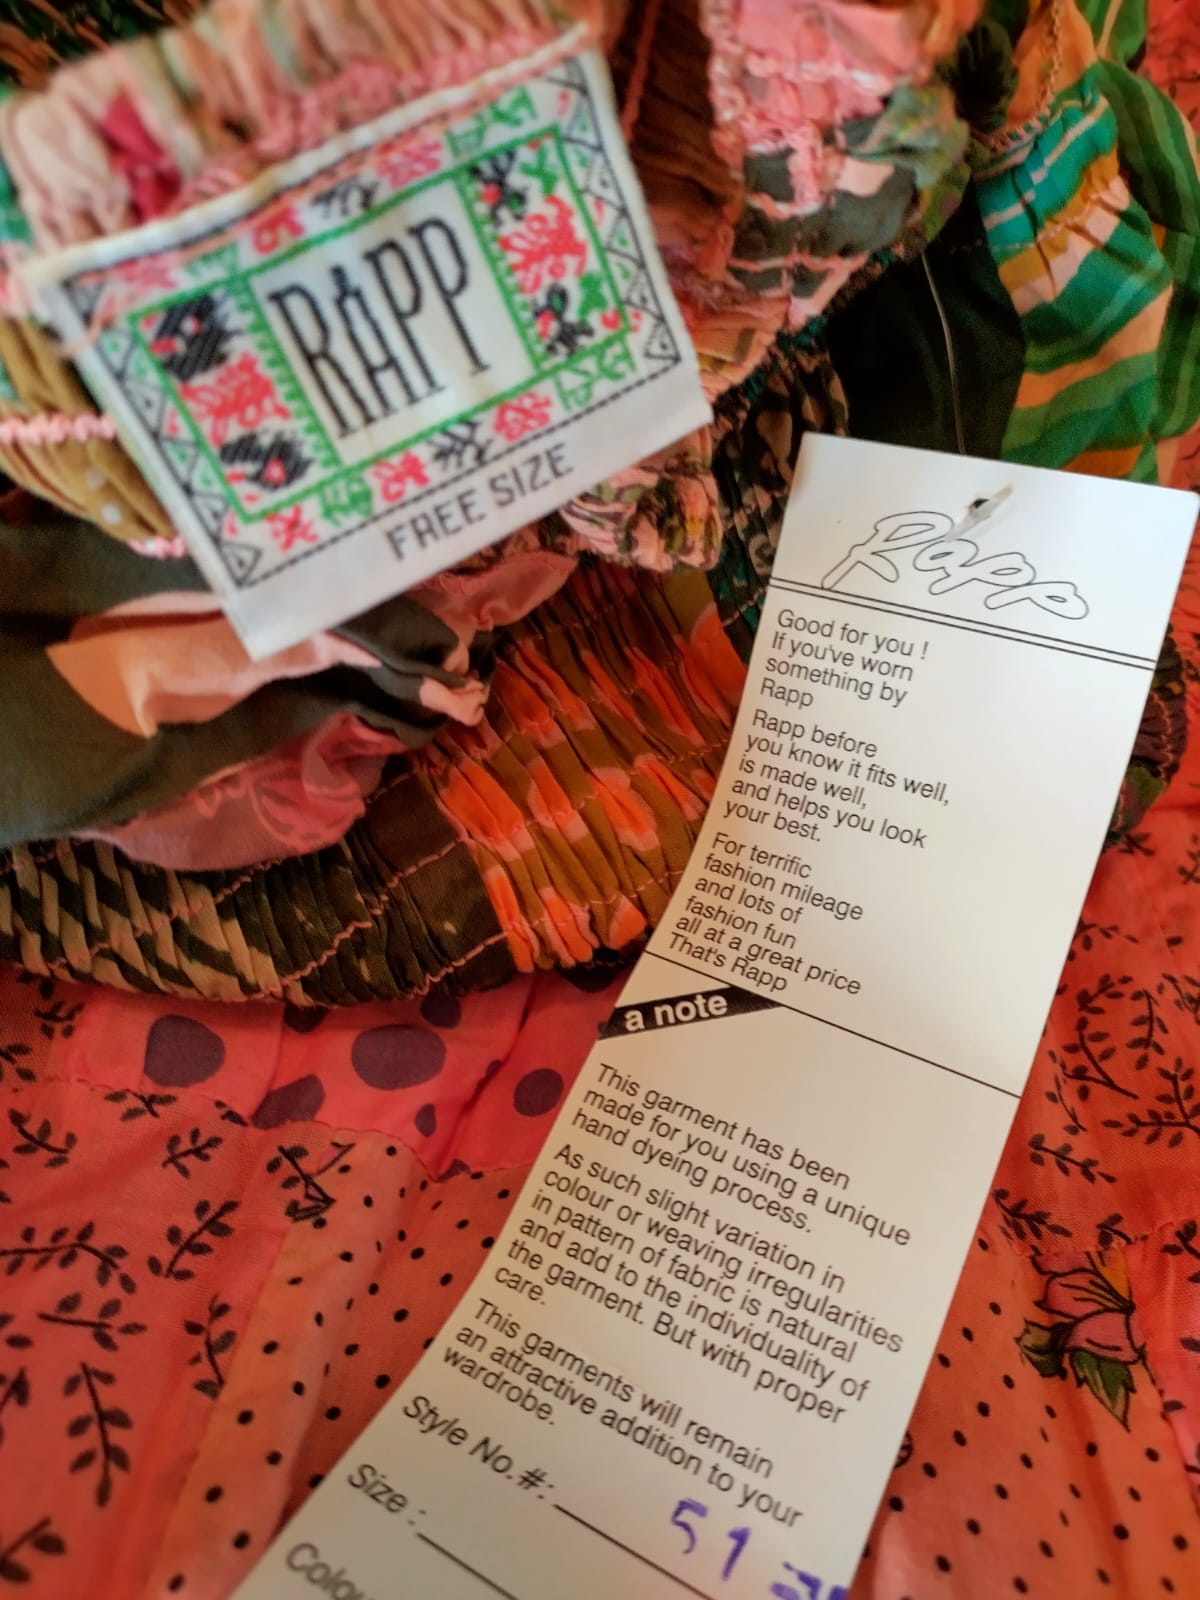 RAPP
FREE SIZE
Rapp
Good for you !
If you've worn
something by
Rapp
Rapp before
you know it fits well,
is made well,
and helps you look
your best.
For terrific
fashion mileage
and lots of
fashion fun
all at a great price
That's Rapp
a note
This garment has been
made for you using a unique
hand dyeing process.
As such slight variation in
colour or weaving irregularities
in pattern of fabric is natural
and add to the individuality of
the garment. But with proper
care.
This garments will remain
an attractive addition to your
wardrobe.
Style No.#:
51
Size :